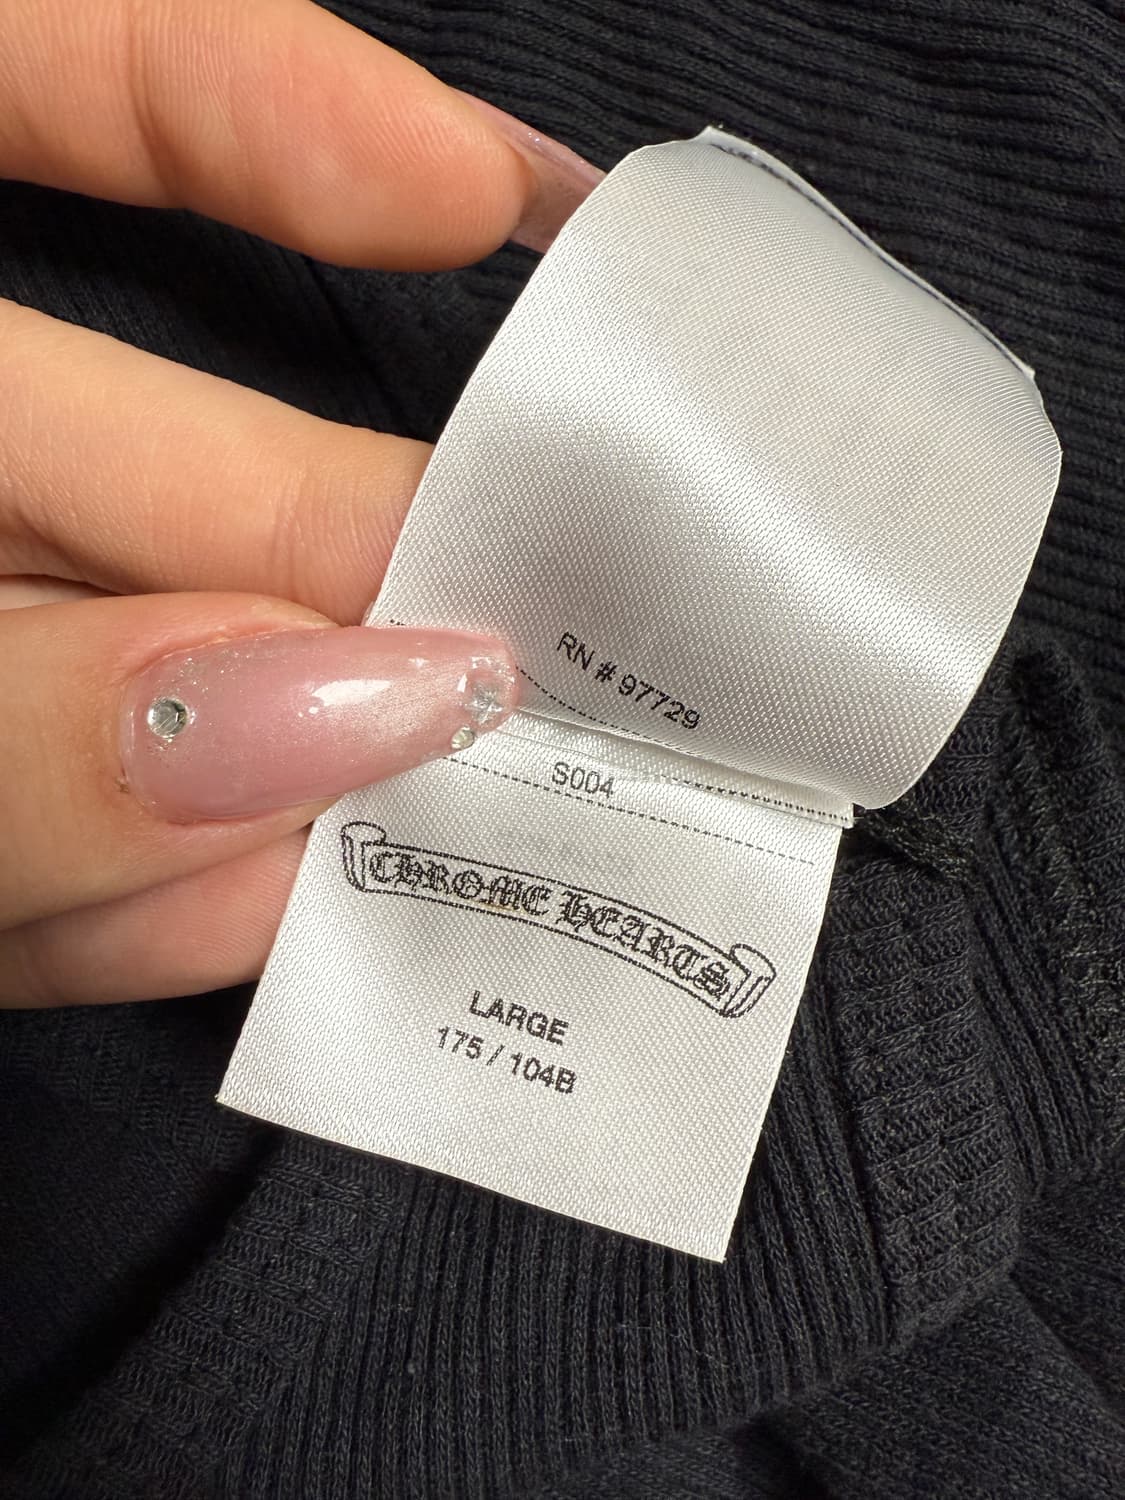 RN # 97729
S004
CHROME HEARTS
LARGE
175 / 104B